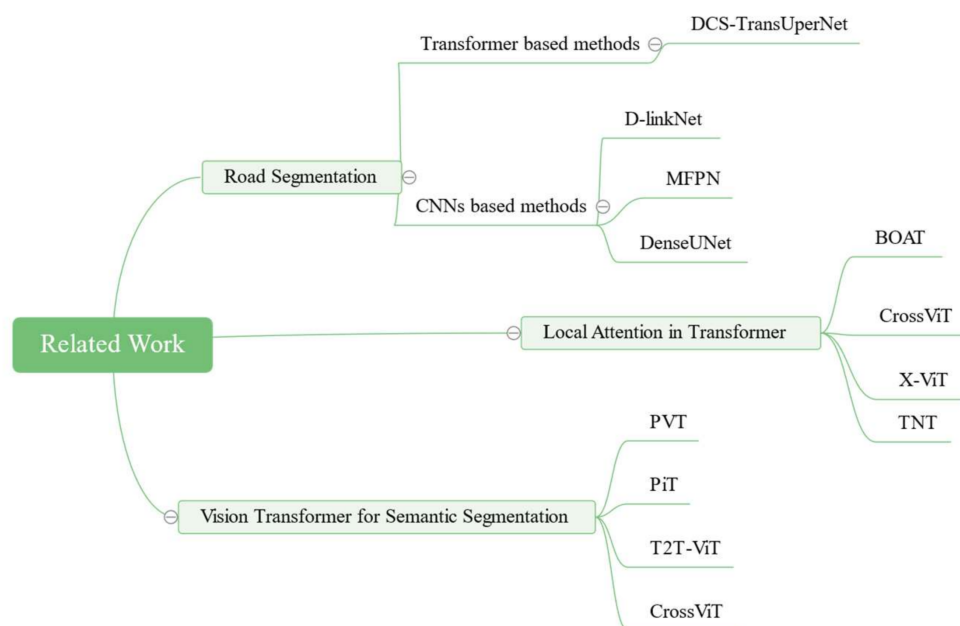 DCS-TransUperNet
Transformer based methods
D-linkNet
Road Segmentation
MFPN
CNNs based methods
DenseUNet
BOAT
CrossViT
Related Work
Local Attention in Transformer
X-ViT
TNT
PVT
PiT
Vision Transformer for Semantic Segmentation
T2T-ViT
CrossViT